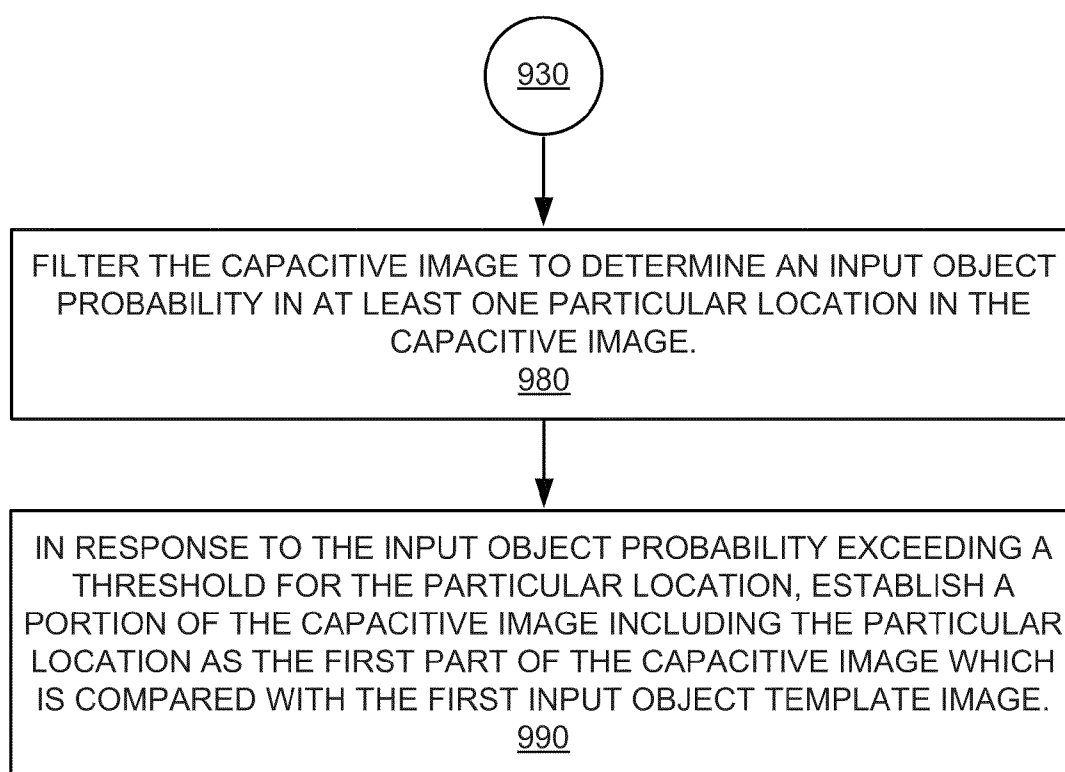 930
FILTER THE CAPACITIVE IMAGE TO DETERMINE AN INPUT OBJECT
PROBABILITY IN AT LEAST ONE PARTICULAR LOCATION IN THE
CAPACITIVE IMAGE.
980
IN RESPONSE TO THE INPUT OBJECT PROBABILITY EXCEEDING A
THRESHOLD FOR THE PARTICULAR LOCATION, ESTABLISH A
PORTION OF THE CAPACITIVE IMAGE INCLUDING THE PARTICULAR
LOCATION AS THE FIRST PART OF THE CAPACITIVE IMAGE WHICH
IS COMPARED WITH THE FIRST INPUT OBJECT TEMPLATE IMAGE.
990